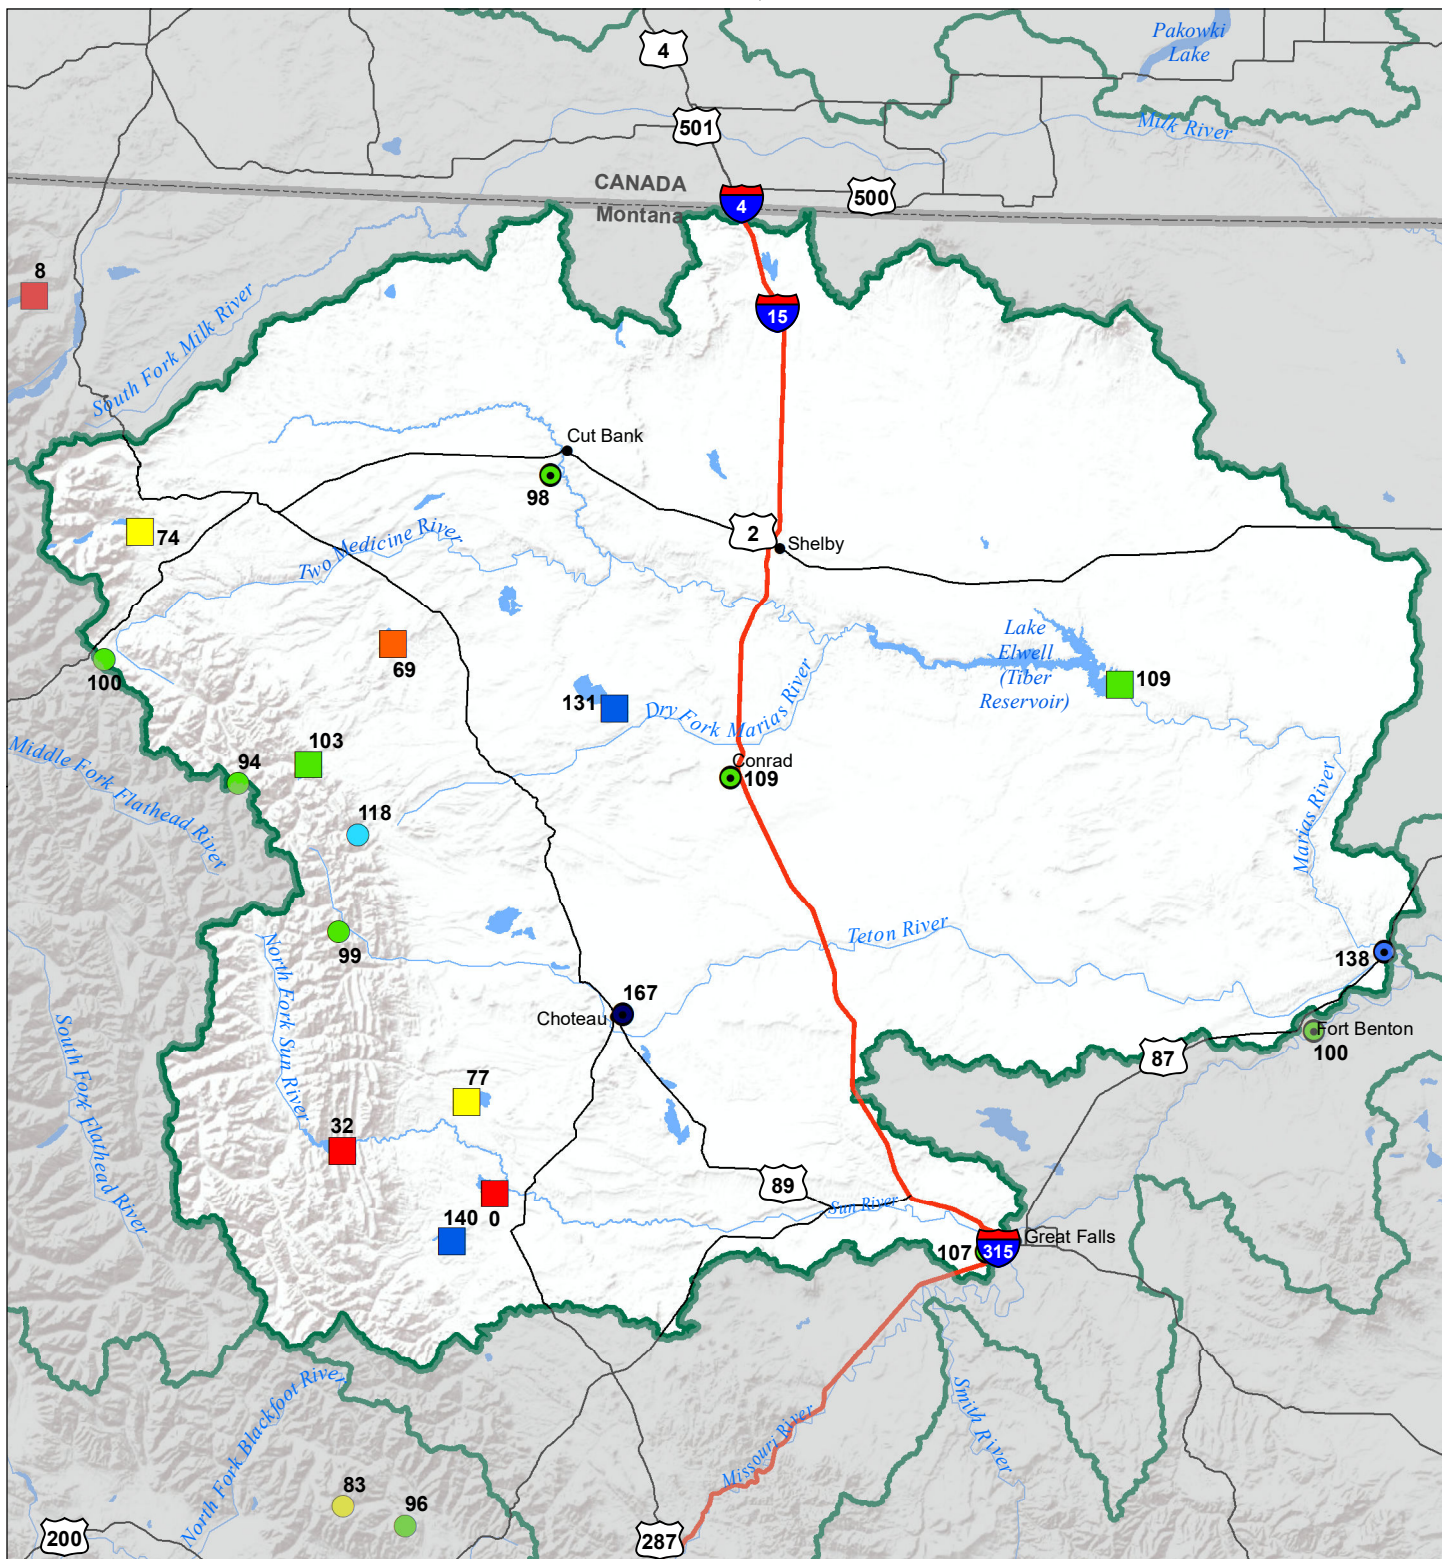 Pakowki
Lake
4
501
Milk River
CANADA
Montana
4
500
8
15
South Fork Milk River
Cut Bank
98
74
2
Shelby
Two Medicine River
Lake
Elwell
(Tiber
Reservoir)
69
100
109
131
Dry Fork Marias River
103
94
Conrad
109
Middle Fork Flathead River
118
Marias River
99
Teton River
North Fork Sun River
138
167
Choteau
Fort Benton
100
87
South Fork Flathead River
77
32
89
Sun River
140
0
107
315
Great Falls
North Fork Blackfoot River
Smith River
Missouri River
83
96
200
287